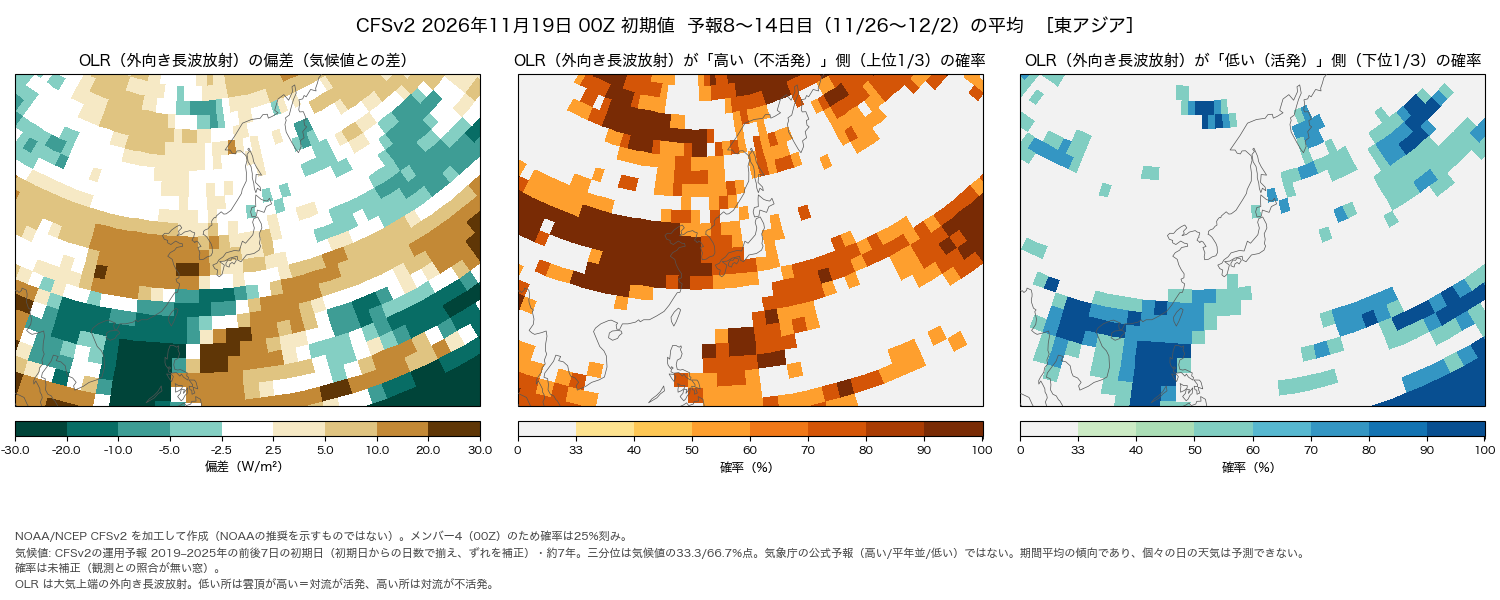 CFSv2 2026年11月19日 00Z 初期値 予報8～14日目（11/26～12/2）の平均 ［東アジア］
OLR（外向き長波放射）の偏差（気候値との差）
OLR（外向き長波放射）が「高い（不活発）」側（上位1/3）の確率
OLR（外向き長波放射）が「低い（活発）」側（下位1/3）の確率
-30.0 -20.0 -10.0 -5.0 -2.5 2.5 5.0 10.0 20.0 30.0
偏差（W/m²）
0 33 40 50 60 70 80 90 100
確率（%）
0 33 40 50 60 70 80 90 100
確率（%）
NOAA/NCEP CFSv2 を加工して作成（NOAAの推奨を示すものではない）。メンバー4（00Z）のため確率は25%刻み。
気候値: CFSv2の運用予報 2019–2025年の前後7日の初期日（初期日からの日数で揃え、ずれを補正）・約7年。三分位は気候値の33.3/66.7%点。気象庁の公式予報（高い/平年並/低い）ではない。期間平均の傾向であり、個々の日の天気は予測できない。
確率は未補正（観測との照合が無い窓）。
OLR は大気上端の外向き長波放射。低い所は雲頂が高い＝対流が活発、高い所は対流が不活発。